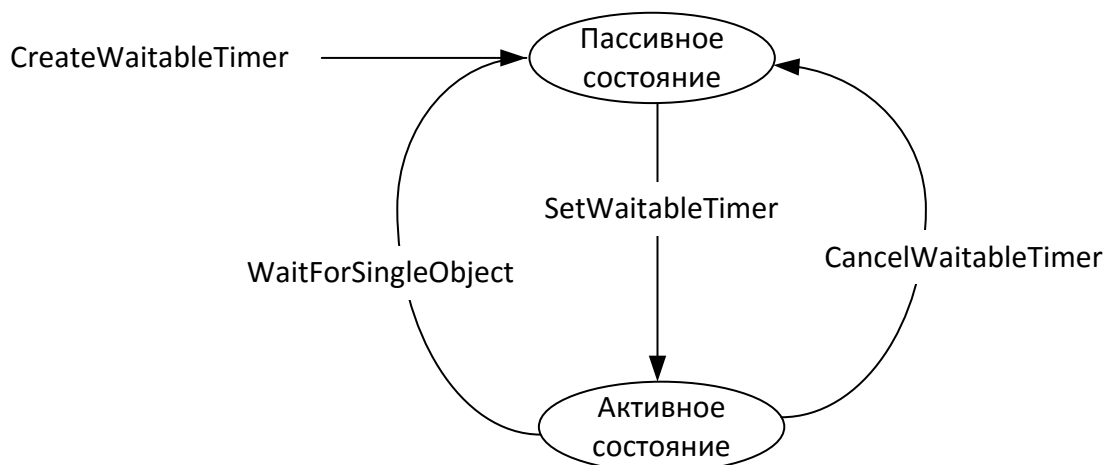 Пассивное
состояние
CreateWaitableTimer
SetWaitableTimer
CancelWaitableTimer
WaitForSingleObject
Активное
состояние